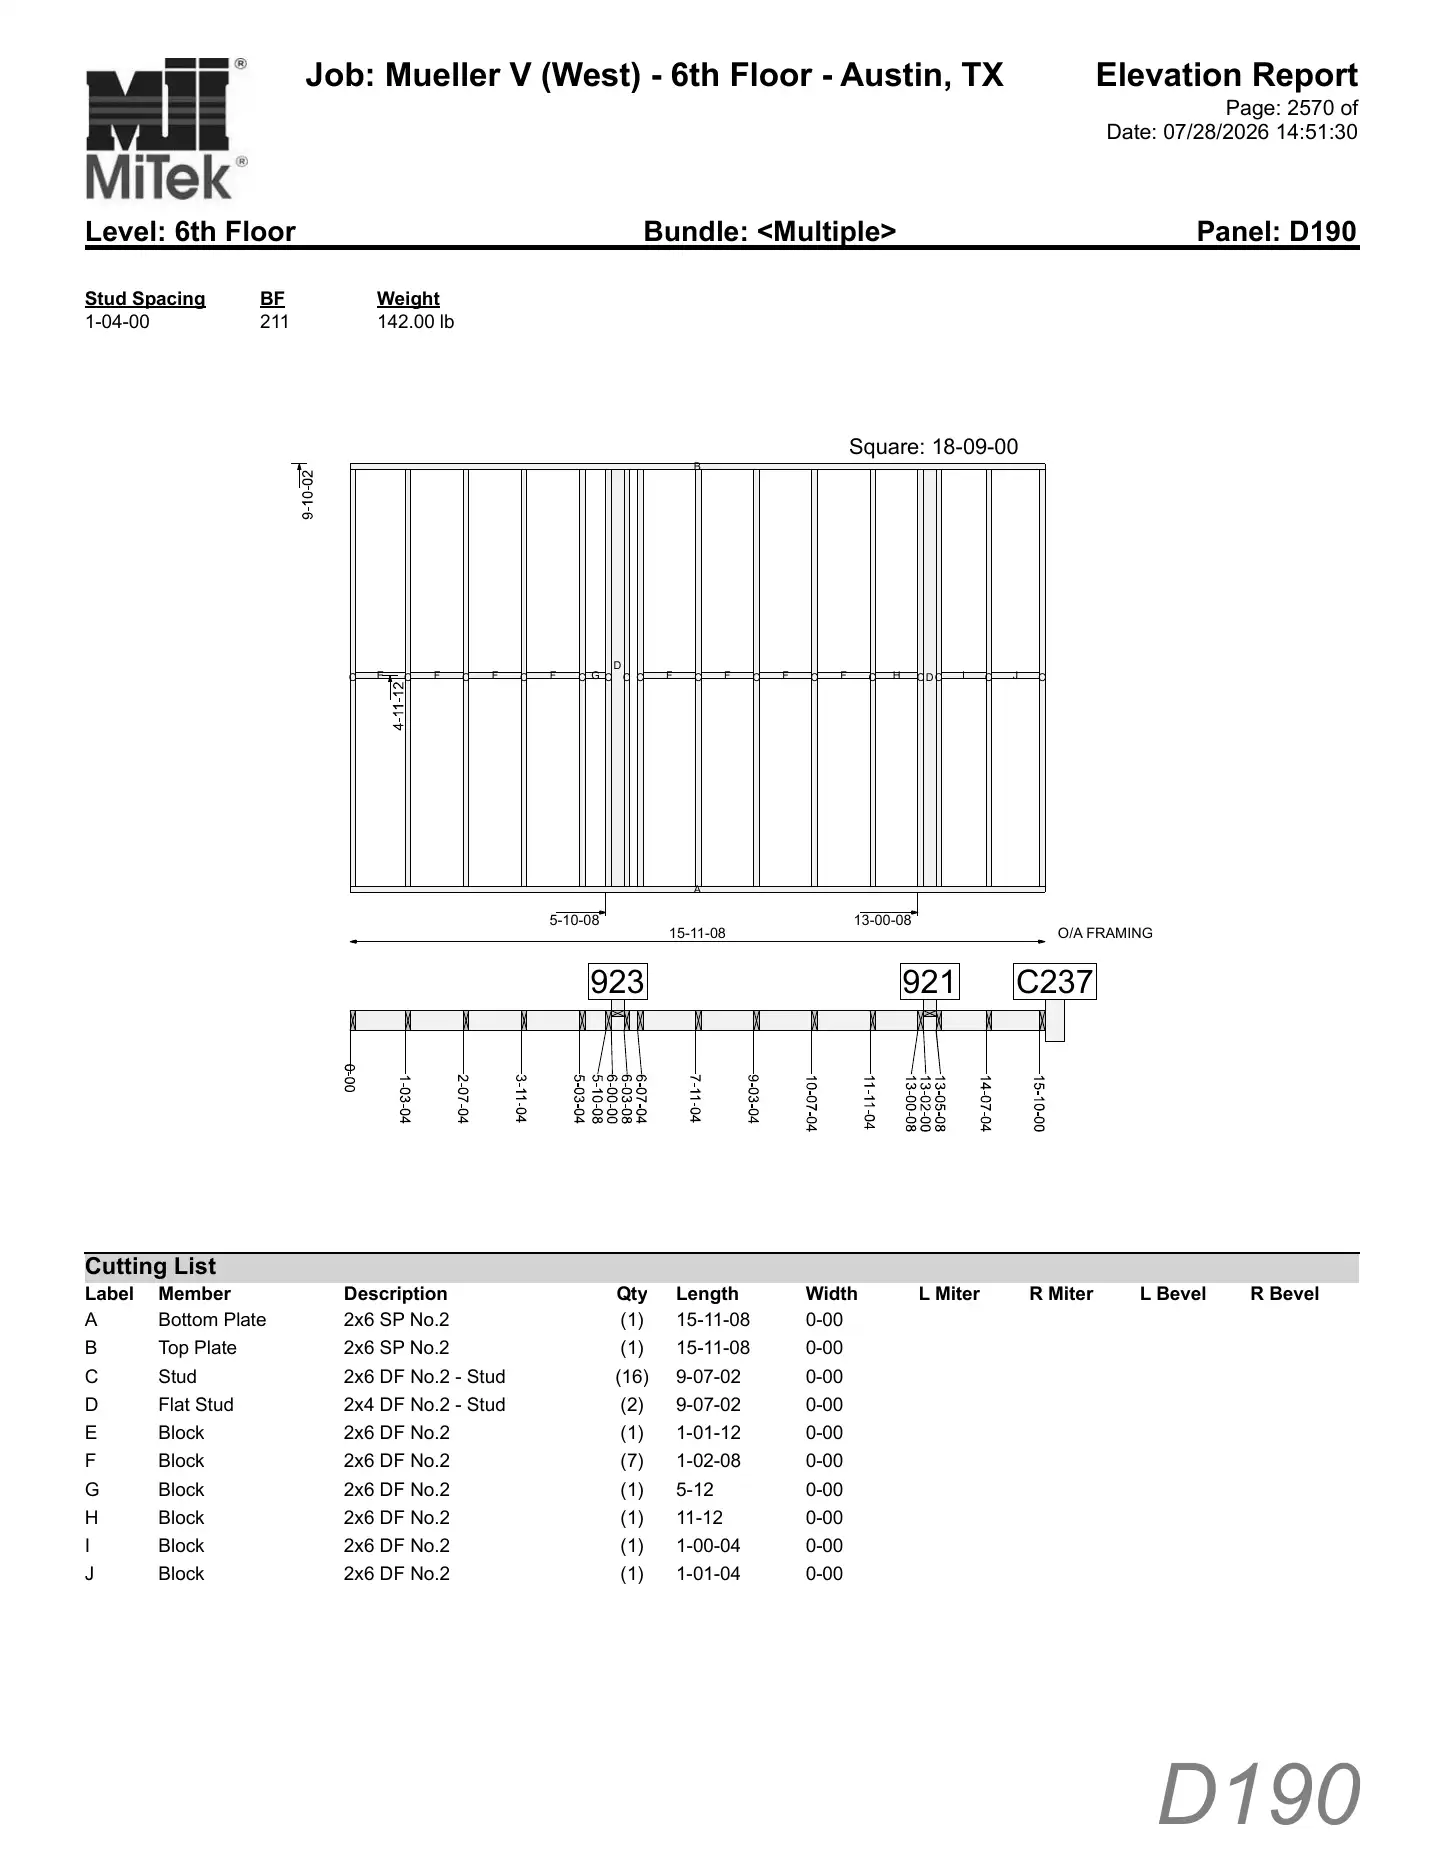 Job: Mueller V (West) - 6th Floor - Austin, TX
Elevation Report
Page: 2570 of
Date: 07/28/2026 14:51:30
MiTek®
Level: 6th Floor Bundle: <Multiple> Panel: D190
Stud Spacing BF Weight
1-04-00 211 142.00 lb
Square: 18-09-00
B
9-10-02
D
F F F G F F F F H D I J
4-11-12
A
5-10-08 13-00-08
15-11-08 O/A FRAMING
923 921 C237
0-00 1-03-04 2-07-04 3-11-04 5-03-04 5-10-08 6-00-00 6-03-08 6-07-04 7-11-04 9-03-04 10-07-04 11-11-04 13-00-08 13-02-00 13-05-08 14-07-04 15-10-00
Cutting List
Label Member Description Qty Length Width L Miter R Miter L Bevel R Bevel
A Bottom Plate 2x6 SP No.2 (1) 15-11-08 0-00
B Top Plate 2x6 SP No.2 (1) 15-11-08 0-00
C Stud 2x6 DF No.2 - Stud (16) 9-07-02 0-00
D Flat Stud 2x4 DF No.2 - Stud (2) 9-07-02 0-00
E Block 2x6 DF No.2 (1) 1-01-12 0-00
F Block 2x6 DF No.2 (7) 1-02-08 0-00
G Block 2x6 DF No.2 (1) 5-12 0-00
H Block 2x6 DF No.2 (1) 11-12 0-00
I Block 2x6 DF No.2 (1) 1-00-04 0-00
J Block 2x6 DF No.2 (1) 1-01-04 0-00
D190